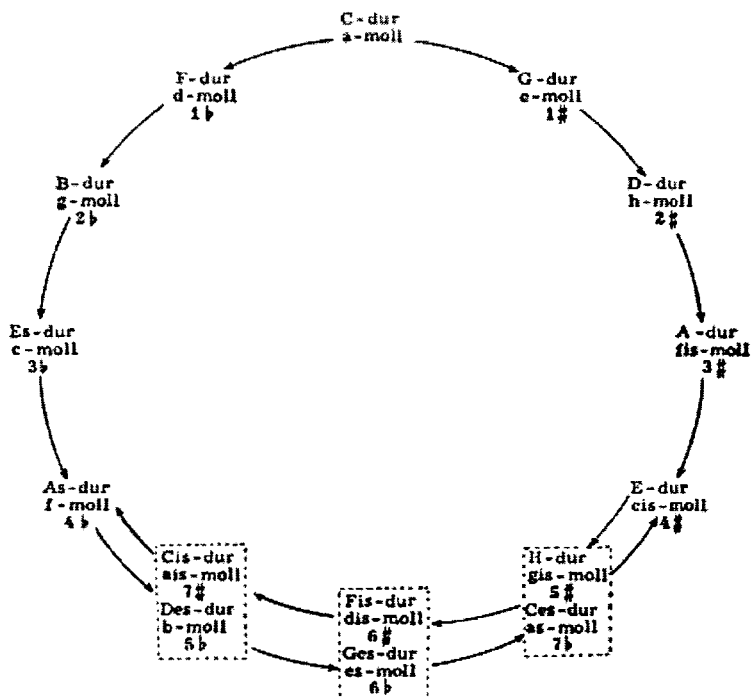 C-dur
a-moll
F-dur
d-moll
1♭
G-dur
e-moll
1#
B-dur
g-moll
2♭
D-dur
h-moll
2#
Es-dur
c-moll
3♭
A-dur
fis-moll
3#
As-dur
f-moll
4♭
E-dur
cis-moll
4#
Cis-dur
ais-moll
7#
Des-dur
b-moll
5♭
Fis-dur
dis-moll
6#
Ges-dur
es-moll
6♭
H-dur
gis-moll
5#
Ces-dur
as-moll
7♭